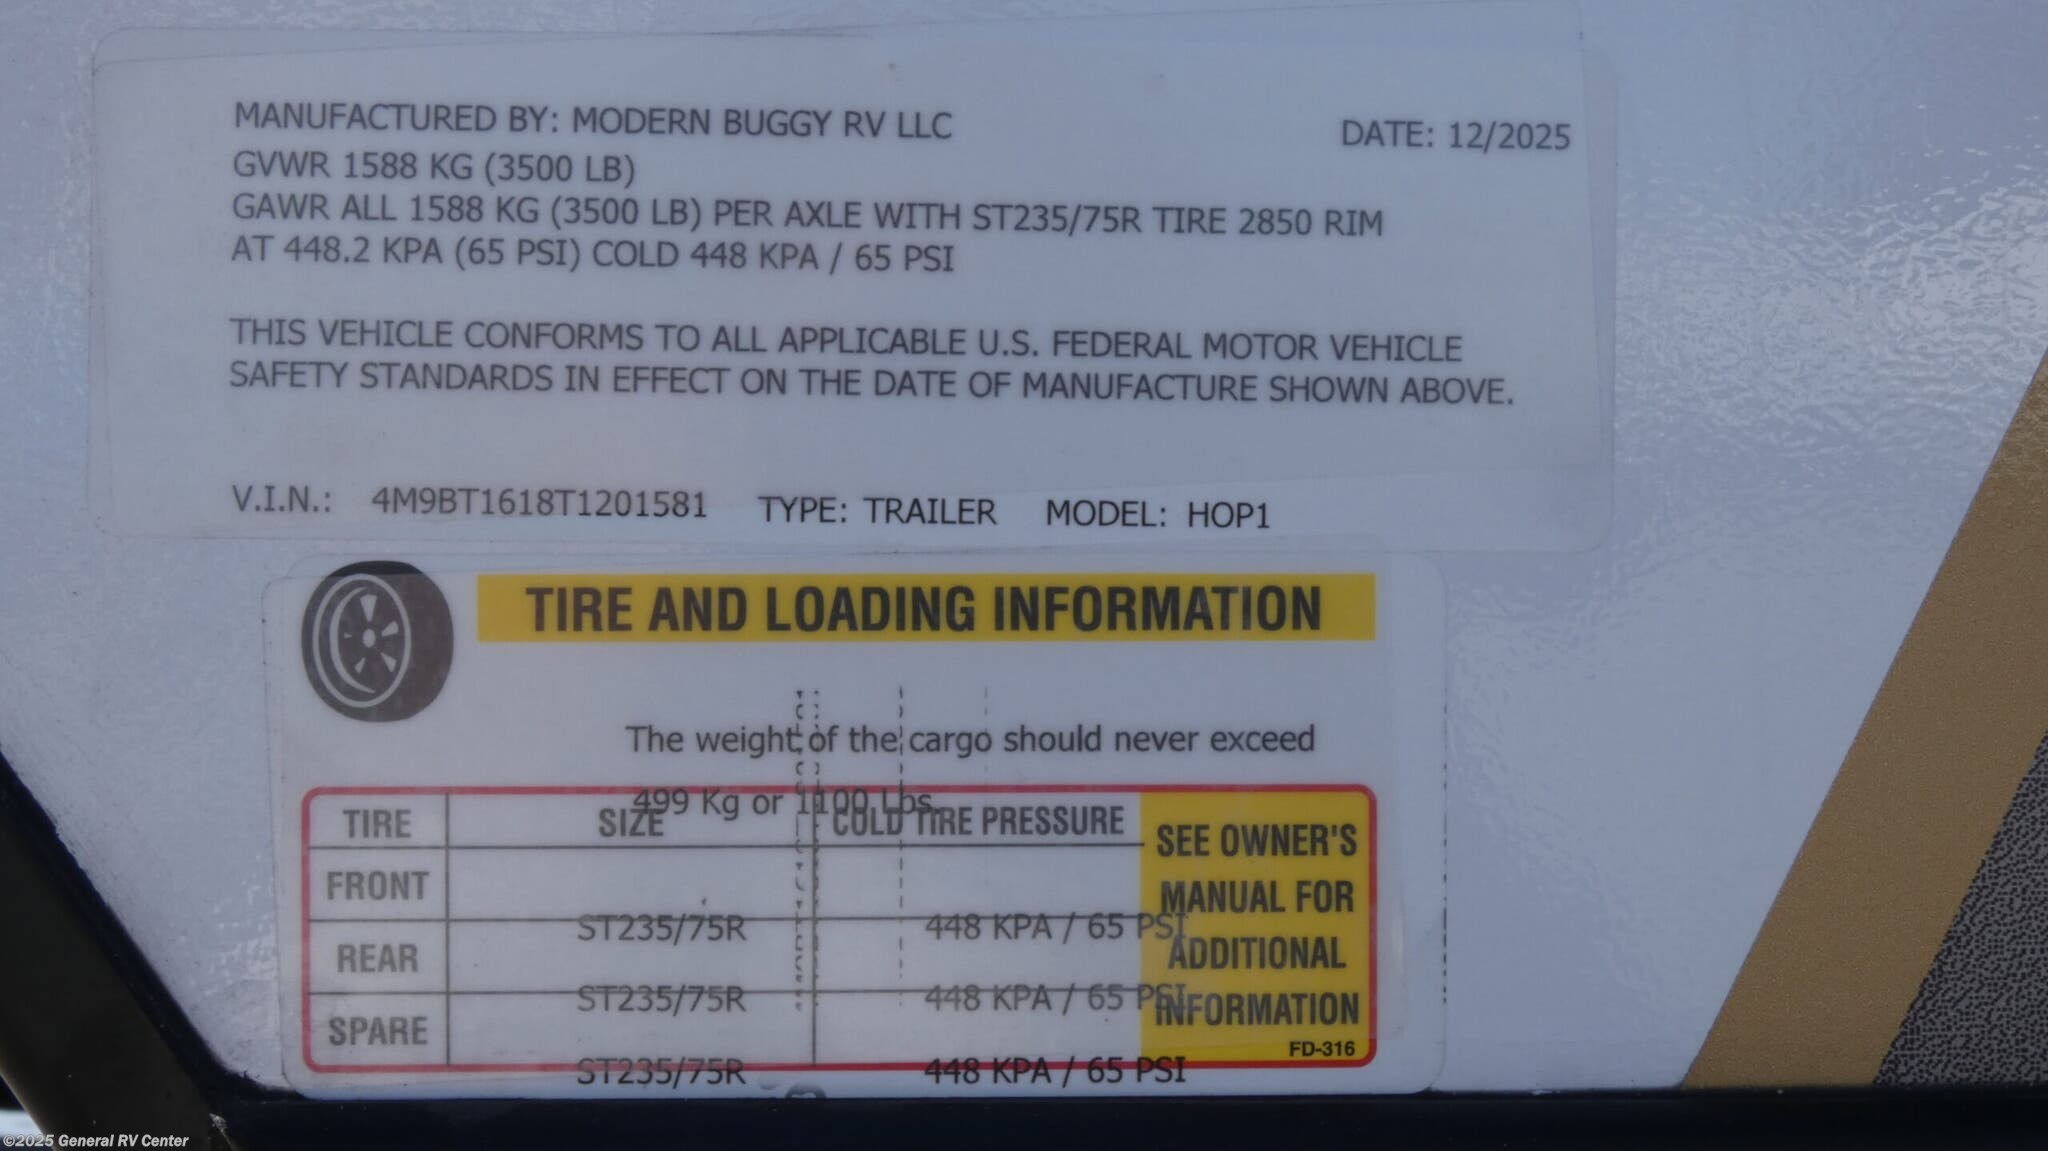 MANUFACTURED BY: MODERN BUGGY RV LLC DATE: 12/2025
GVWR 1588 KG (3500 LB)
GAWR ALL 1588 KG (3500 LB) PER AXLE WITH ST235/75R TIRE 2850 RIM
AT 448.2 KPA (65 PSI) COLD 448 KPA / 65 PSI
THIS VEHICLE CONFORMS TO ALL APPLICABLE U.S. FEDERAL MOTOR VEHICLE
SAFETY STANDARDS IN EFFECT ON THE DATE OF MANUFACTURE SHOWN ABOVE.
V.I.N.: 4M9BT1618T1201581 TYPE: TRAILER MODEL: HOP1
TIRE AND LOADING INFORMATION
The weight of the cargo should never exceed
499 Kg or 1100 Lbs.
TIRE SIZE COLD TIRE PRESSURE
FRONT
ST235/75R 448 KPA / 65 PSI
REAR
ST235/75R 448 KPA / 65 PSI
SPARE
ST235/75R 448 KPA / 65 PSI
SEE OWNER'S
MANUAL FOR
ADDITIONAL
INFORMATION
FD-316
©2025 General RV Center